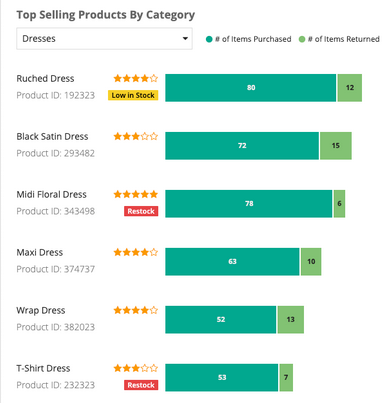 Top Selling Products By Category
Dresses
# of Items Purchased # of Items Returned
Ruched Dress
Product ID: 192323
Low in Stock
80 12
Black Satin Dress
Product ID: 293482
72 15
Midi Floral Dress
Product ID: 343498
Restock
78 6
Maxi Dress
Product ID: 374737
63 10
Wrap Dress
Product ID: 382023
52 13
T-Shirt Dress
Product ID: 232323
Restock
53 7